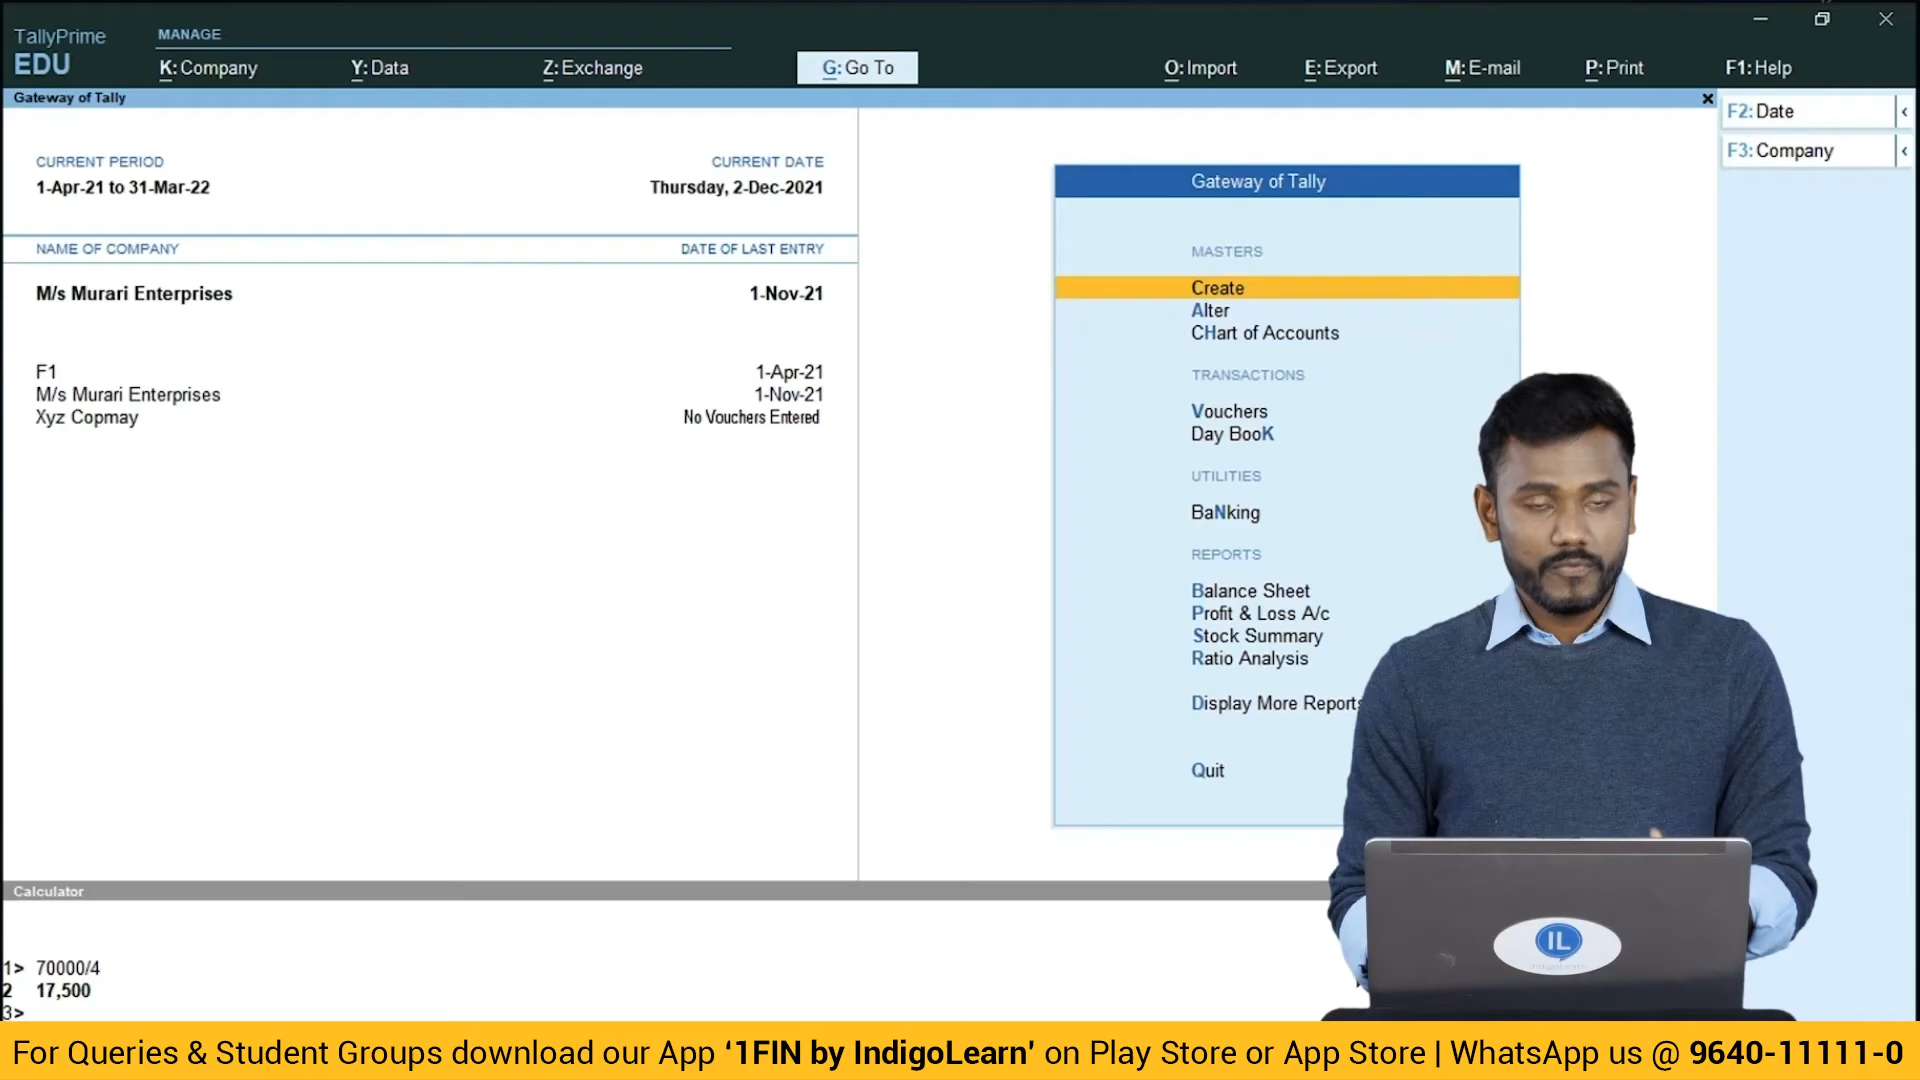 TallyPrime
EDU
MANAGE
K: Company
Y: Data
Z: Exchange
G: Go To
O: Import
E: Export
M: E-mail
P: Print
F1: Help
Gateway of Tally
F2: Date
F3: Company
CURRENT PERIOD
CURRENT DATE
1-Apr-21 to 31-Mar-22
Thursday, 2-Dec-2021
NAME OF COMPANY
DATE OF LAST ENTRY
M/s Murari Enterprises
1-Nov-21
F1
1-Apr-21
M/s Murari Enterprises
1-Nov-21
Xyz Copmay
No Vouchers Entered
Gateway of Tally
MASTERS
Create
Alter
CHart of Accounts
TRANSACTIONS
Vouchers
Day BooK
UTILITIES
BaNking
REPORTS
Balance Sheet
Profit & Loss A/c
Stock Summary
Ratio Analysis
Display More Reports
Quit
Calculator
1> 70000/4
2 17,500
3>
IL
For Queries & Student Groups download our App ‘1FIN by IndigoLearn' on Play Store or App Store | WhatsApp us @ 9640-11111-0